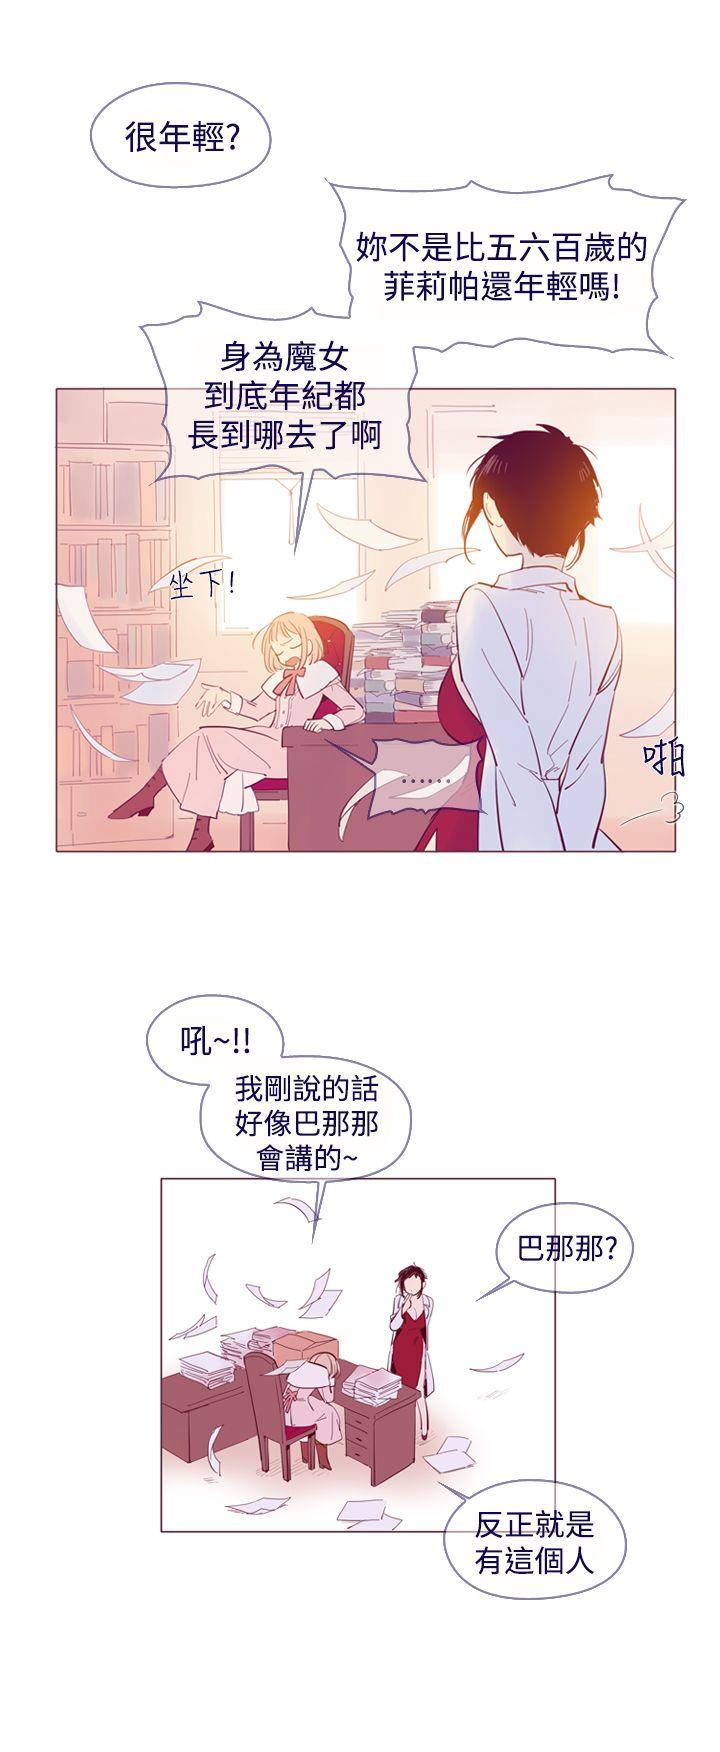 很年輕?
妳不是比五六百歲的
菲莉帕還年輕嗎!
身為魔女
到底年紀都
長到哪去了啊
坐下!
……
啪
吼~!!
我剛說的話
好像巴那那
會講的~
巴那那?
反正就是
有這個人